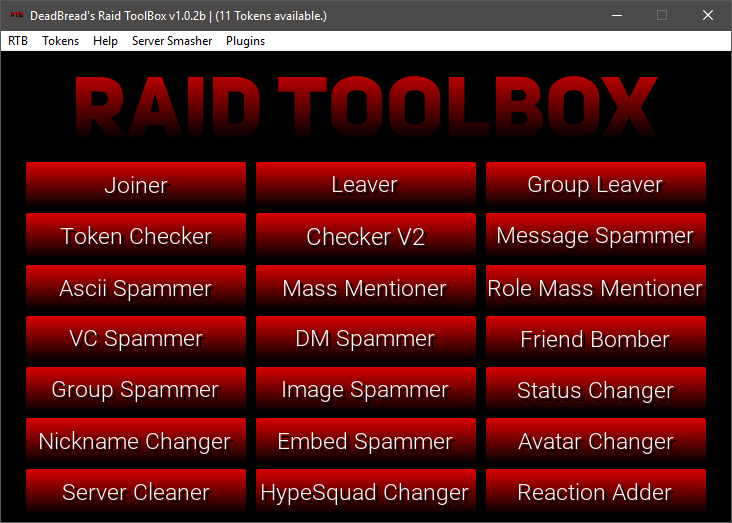 RTB DeadBread's Raid ToolBox v1.0.2b | (11 Tokens available.)
RTB Tokens Help Server Smasher Plugins
RAID TOOLBOX
Joiner Leaver Group Leaver
Token Checker Checker V2 Message Spammer
Ascii Spammer Mass Mentioner Role Mass Mentioner
VC Spammer DM Spammer Friend Bomber
Group Spammer Image Spammer Status Changer
Nickname Changer Embed Spammer Avatar Changer
Server Cleaner HypeSquad Changer Reaction Adder